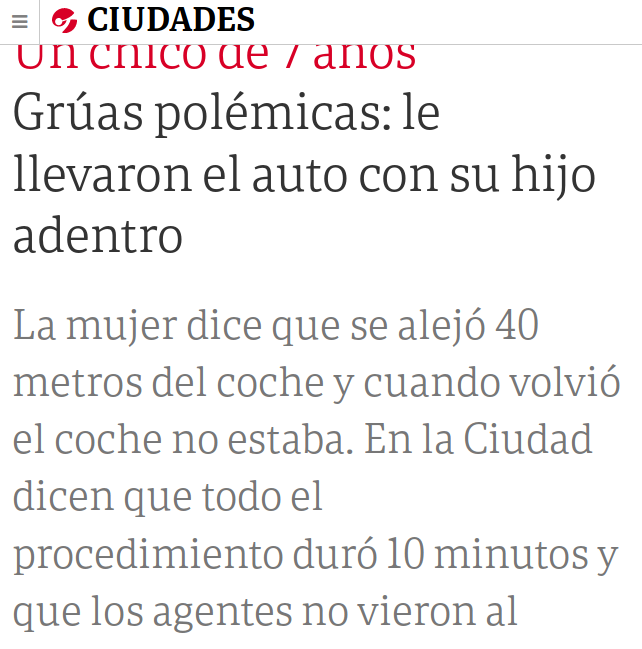 CIUDADES
Un chico de 7 años
Grúas polémicas: le
llevaron el auto con su hijo
adentro
La mujer dice que se alejó 40
metros del coche y cuando volvió
el coche no estaba. En la Ciudad
dicen que todo el
procedimiento duró 10 minutos y
que los agentes no vieron al